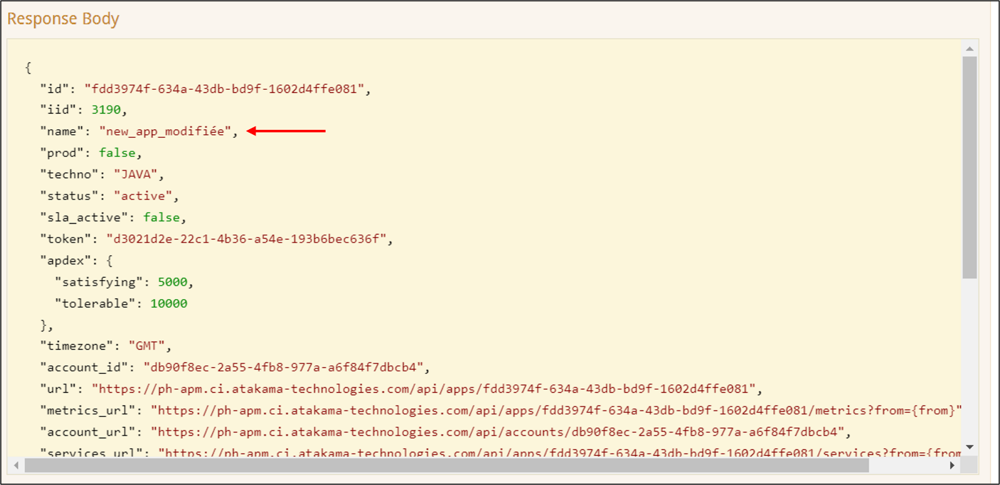 Response Body
{
"id": "fdd3974f-634a-43db-bd9f-1602d4ffe081",
"iid": 3190,
"name": "new_app_modifiée",
"prod": false,
"techno": "JAVA",
"status": "active",
"sla_active": false,
"token": "d3021d2e-22c1-4b36-a54e-193b6bec636f",
"apdex": {
"satisfying": 5000,
"tolerable": 10000
},
"timezone": "GMT",
"account_id": "db90f8ec-2a55-4fb8-977a-a6f84f7dbcb4",
"url": "https://ph-apm.ci.atakama-technologies.com/api/apps/fdd3974f-634a-43db-bd9f-1602d4ffe081",
"metrics_url": "https://ph-apm.ci.atakama-technologies.com/api/apps/fdd3974f-634a-43db-bd9f-1602d4ffe081/metrics?from={from}"
"account_url": "https://ph-apm.ci.atakama-technologies.com/api/accounts/db90f8ec-2a55-4fb8-977a-a6f84f7dbcb4",
"services_url": "https://ph-apm.ci.atakama-technologies.com/api/apps/fdd3974f-634a-43db-bd9f-1602d4ffe081/services?from={from